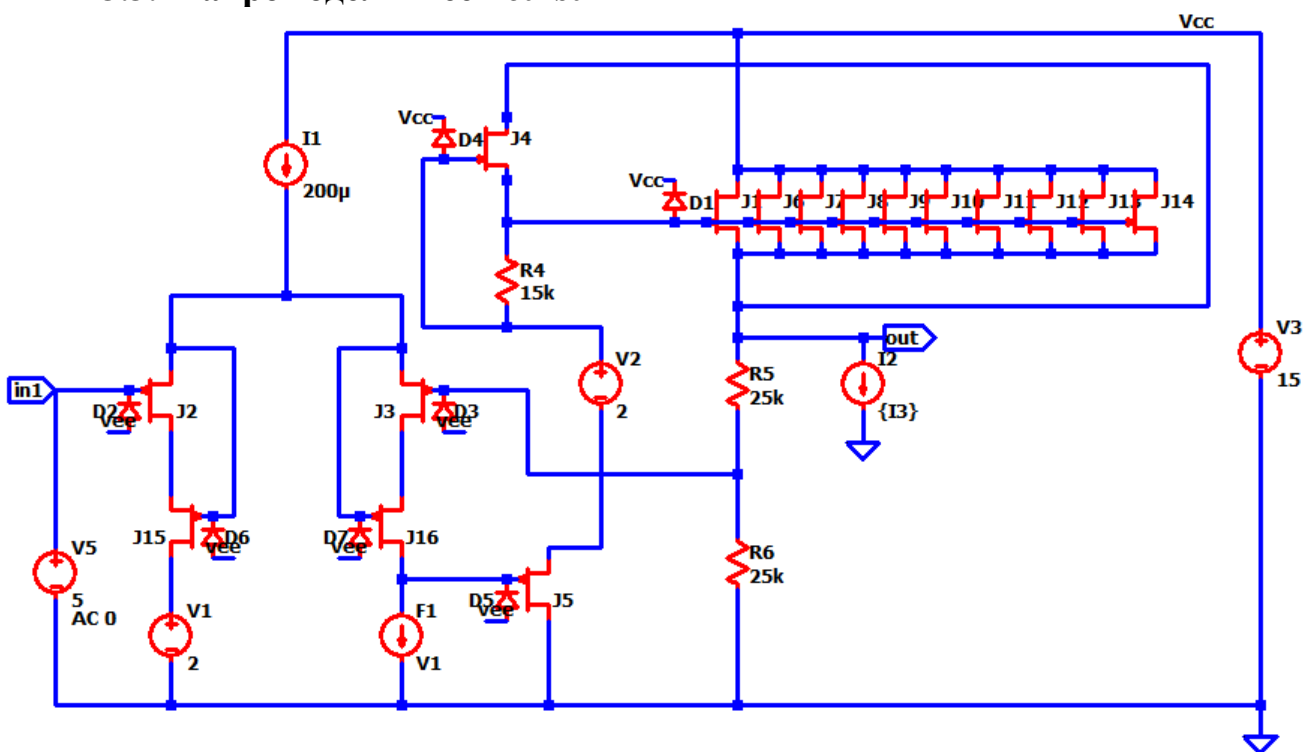 Vcc
I1
200µ
Vcc
D4
J4
Vcc
D1
J1
J6
J7
J8
J9
J10
J11
J12
J13
J14
R4
15k
V2
2
out
I2
{I3}
V3
15
R5
25k
in1
D2
vee
J2
J3
D3
vee
J15
D6
vee
D7
vee
J16
V5
5
AC 0
V1
2
F1
V1
D5
vee
J5
R6
25k